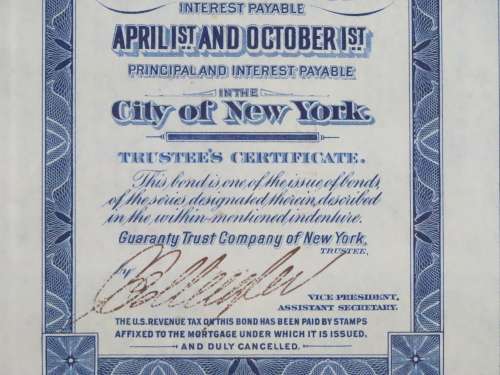 INTEREST PAYABLE
APRIL 1ST AND OCTOBER 1ST
PRINCIPAL AND INTEREST PAYABLE
IN THE
City of New York.
TRUSTEE'S CERTIFICATE.
This bond is one of the issue of bonds,
of the series designated therein, described
in the within-mentioned indenture.
Guaranty Trust Company of New York,
TRUSTEE,
by
VICE PRESIDENT,
ASSISTANT SECRETARY.
THE U.S. REVENUE TAX ON THIS BOND HAS BEEN PAID BY STAMPS
AFFIXED TO THE MORTGAGE UNDER WHICH IT IS ISSUED,
AND DULY CANCELLED.